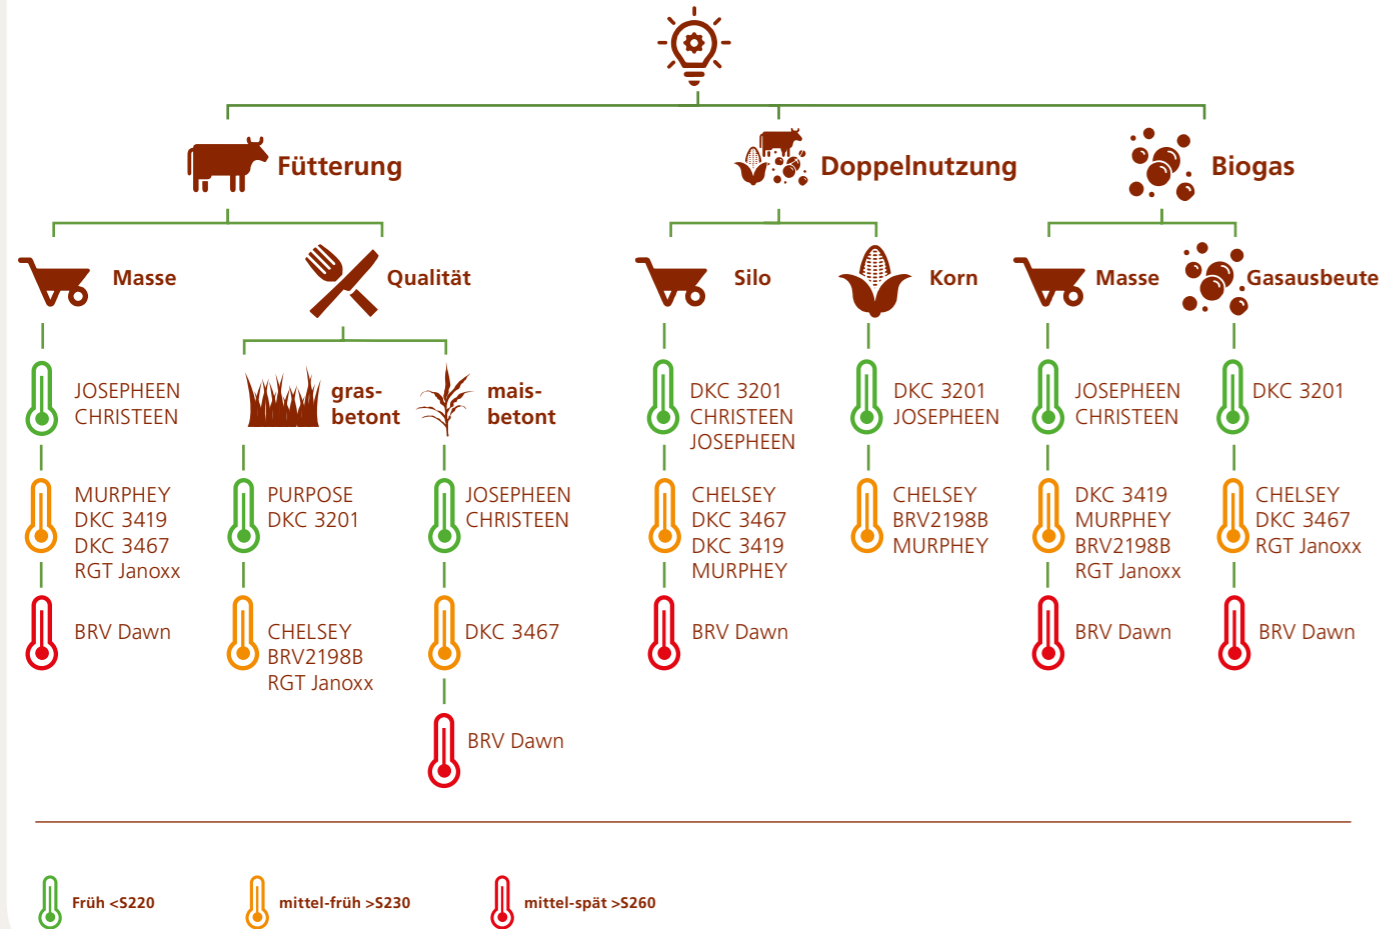 Fütterung
Doppelnutzung
Biogas
Masse
Qualität
Silo
Korn
Masse
Gasausbeute
JOSEPHEEN
CHRISTEEN
MURPHEY
DKC 3419
DKC 3467
RGT Janoxx
BRV Dawn
gras-
betont
PURPOSE
DKC 3201
CHELSEY
BRV2198B
RGT Janoxx
mais-
betont
JOSEPHEEN
CHRISTEEN
DKC 3467
BRV Dawn
DKC 3201
CHRISTEEN
JOSEPHEEN
CHELSEY
DKC 3467
DKC 3419
MURPHEY
BRV Dawn
DKC 3201
JOSEPHEEN
CHELSEY
BRV2198B
MURPHEY
JOSEPHEEN
CHRISTEEN
DKC 3419
MURPHEY
BRV2198B
RGT Janoxx
BRV Dawn
DKC 3201
CHELSEY
DKC 3467
RGT Janoxx
BRV Dawn
Früh <S220
mittel-früh >S230
mittel-spät >S260